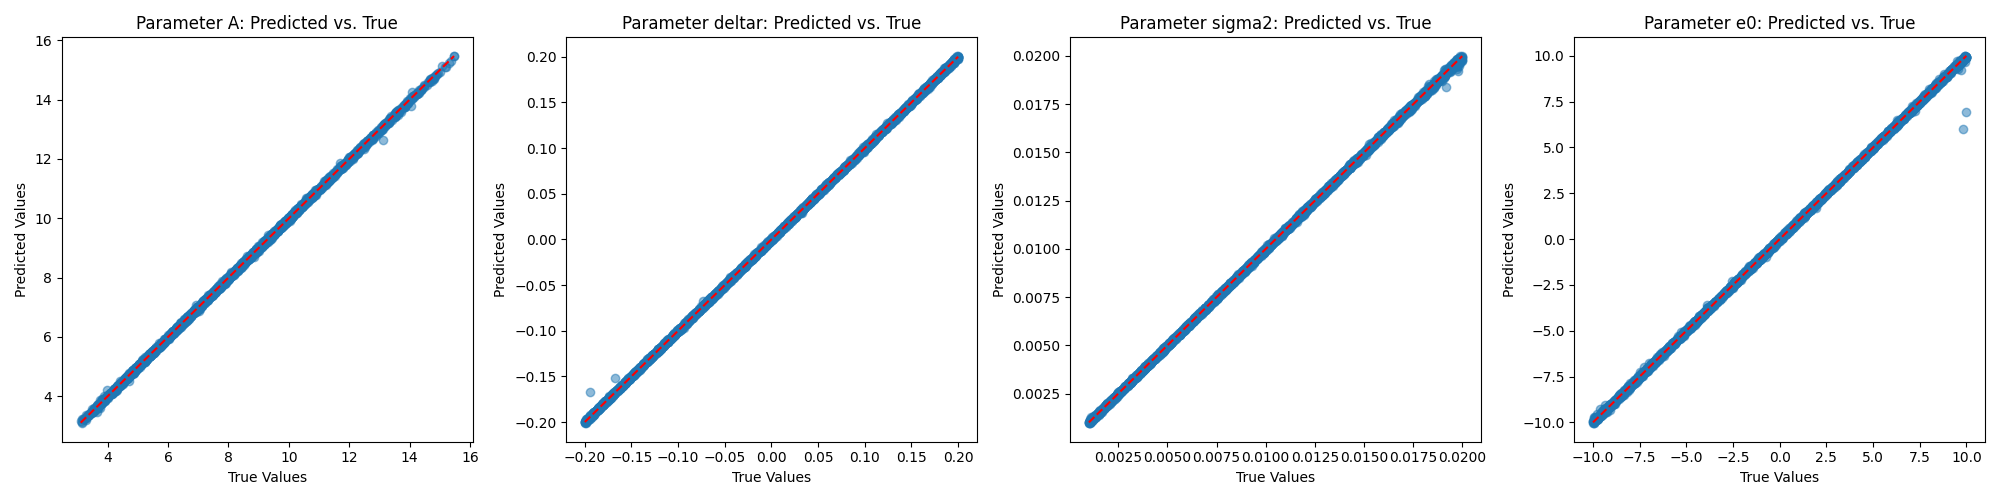 Parameter A: Predicted vs. True
Predicted Values
16
14
12
10
8
6
4
4 6 8 10 12 14 16
True Values
Parameter deltar: Predicted vs. True
Predicted Values
0.20
0.15
0.10
0.05
0.00
−0.05
−0.10
−0.15
−0.20
−0.20 −0.15 −0.10 −0.05 0.00 0.05 0.10 0.15 0.20
True Values
Parameter sigma2: Predicted vs. True
Predicted Values
0.0200
0.0175
0.0150
0.0125
0.0100
0.0075
0.0050
0.0025
0.0025 0.0050 0.0075 0.0100 0.0125 0.0150 0.0175 0.0200
True Values
Parameter e0: Predicted vs. True
Predicted Values
10.0
7.5
5.0
2.5
0.0
−2.5
−5.0
−7.5
−10.0
−10.0 −7.5 −5.0 −2.5 0.0 2.5 5.0 7.5 10.0
True Values